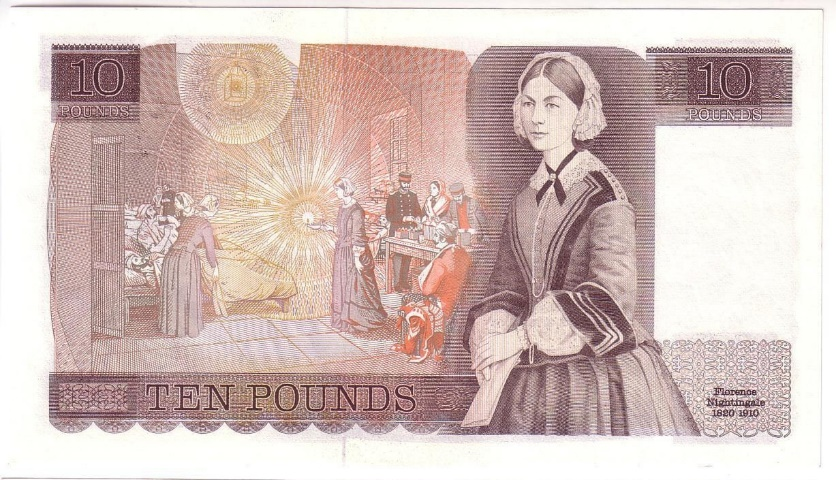 10
POUNDS
10
POUNDS
TEN POUNDS
Florence
Nightingale
1820 1910